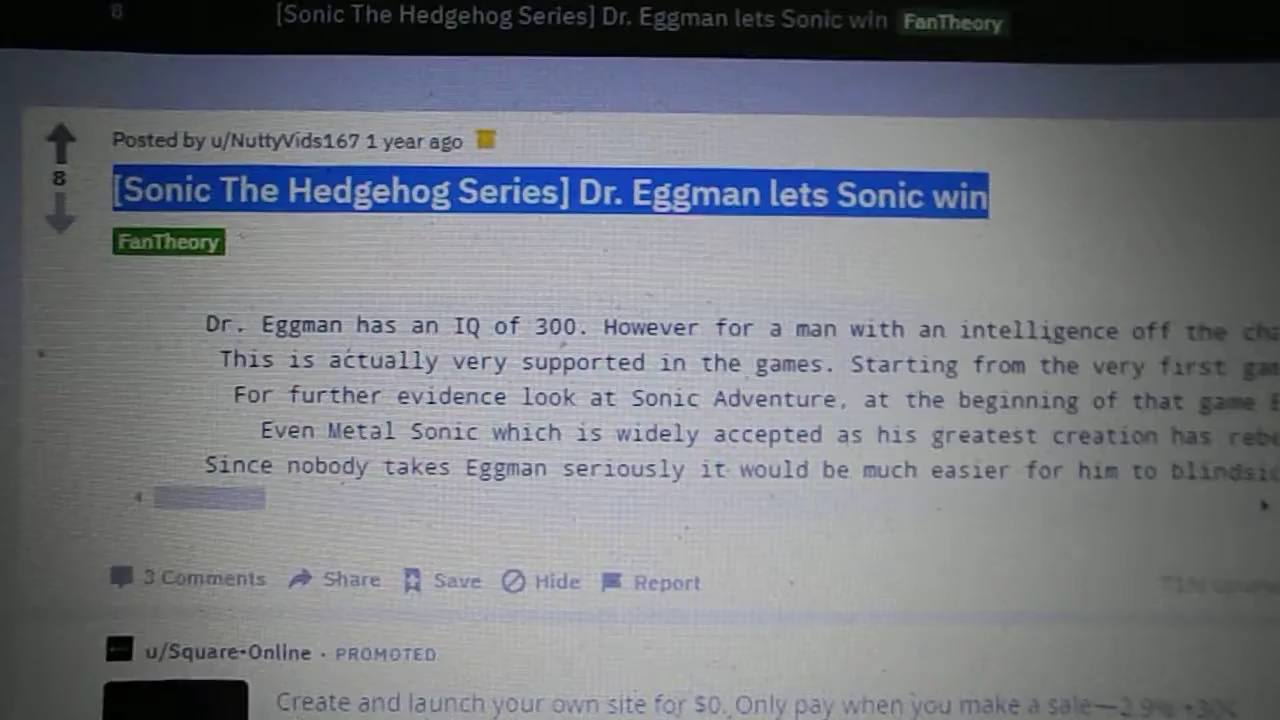 8 [Sonic The Hedgehog Series] Dr. Eggman lets Sonic win FanTheory
Posted by u/NuttyVids167 1 year ago
8
[Sonic The Hedgehog Series] Dr. Eggman lets Sonic win
FanTheory
Dr. Eggman has an IQ of 300. However for a man with an intelligence off the
This is actually very supported in the games. Starting from the very first
For further evidence look at Sonic Adventure, at the beginning of that game
Even Metal Sonic which is widely accepted as his greatest creation has
Since nobody takes Eggman seriously it would be much easier for him to
3 Comments Share Save Hide Report
u/Square-Online · PROMOTED
Create and launch your own site for $0. Only pay when you make a sale—2.9%